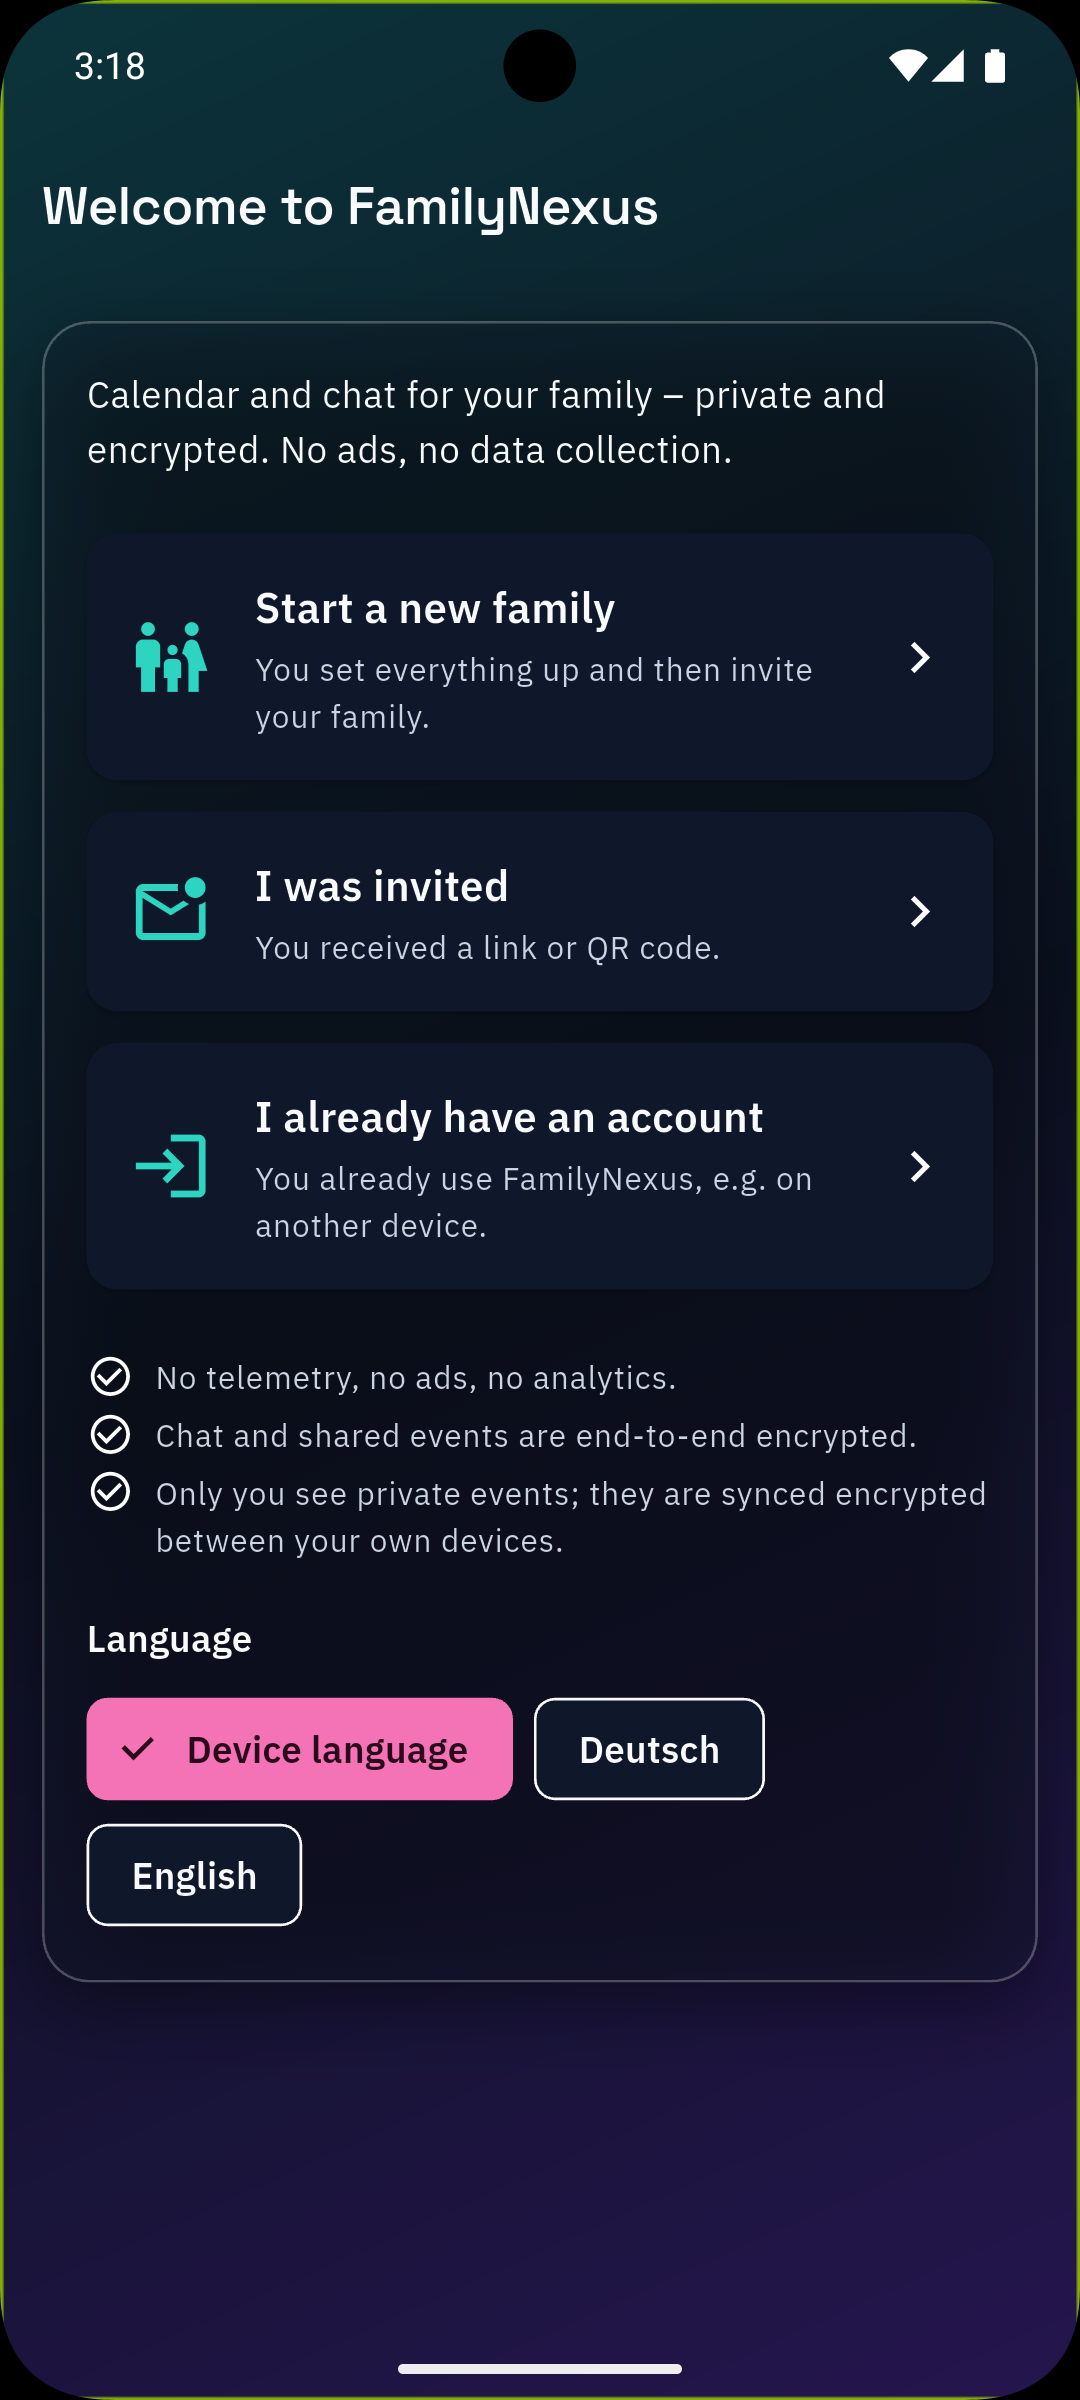 3:18
Welcome to FamilyNexus
Calendar and chat for your family – private and
encrypted. No ads, no data collection.
Start a new family
You set everything up and then invite
your family.
I was invited
You received a link or QR code.
I already have an account
You already use FamilyNexus, e.g. on
another device.
No telemetry, no ads, no analytics.
Chat and shared events are end-to-end encrypted.
Only you see private events; they are synced encrypted
between your own devices.
Language
Device language
Deutsch
English